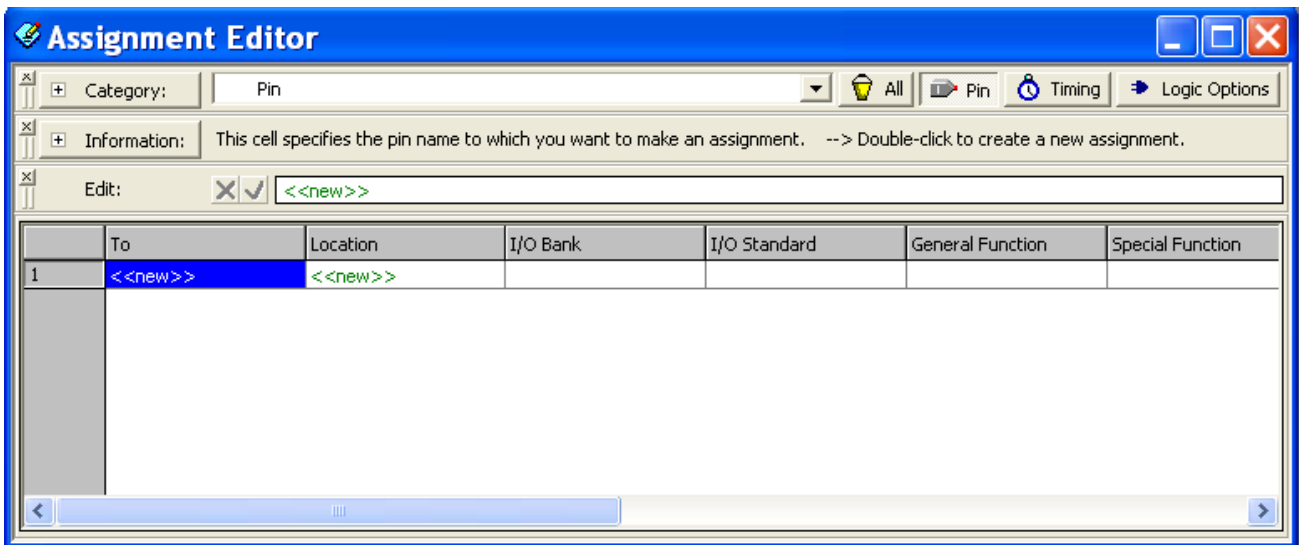 Assignment Editor
Category: Pin All Pin Timing Logic Options
Information: This cell specifies the pin name to which you want to make an assignment. --> Double-click to create a new assignment.
Edit: <<new>>
To Location I/O Bank I/O Standard General Function Special Function
1 <<new>> <<new>>